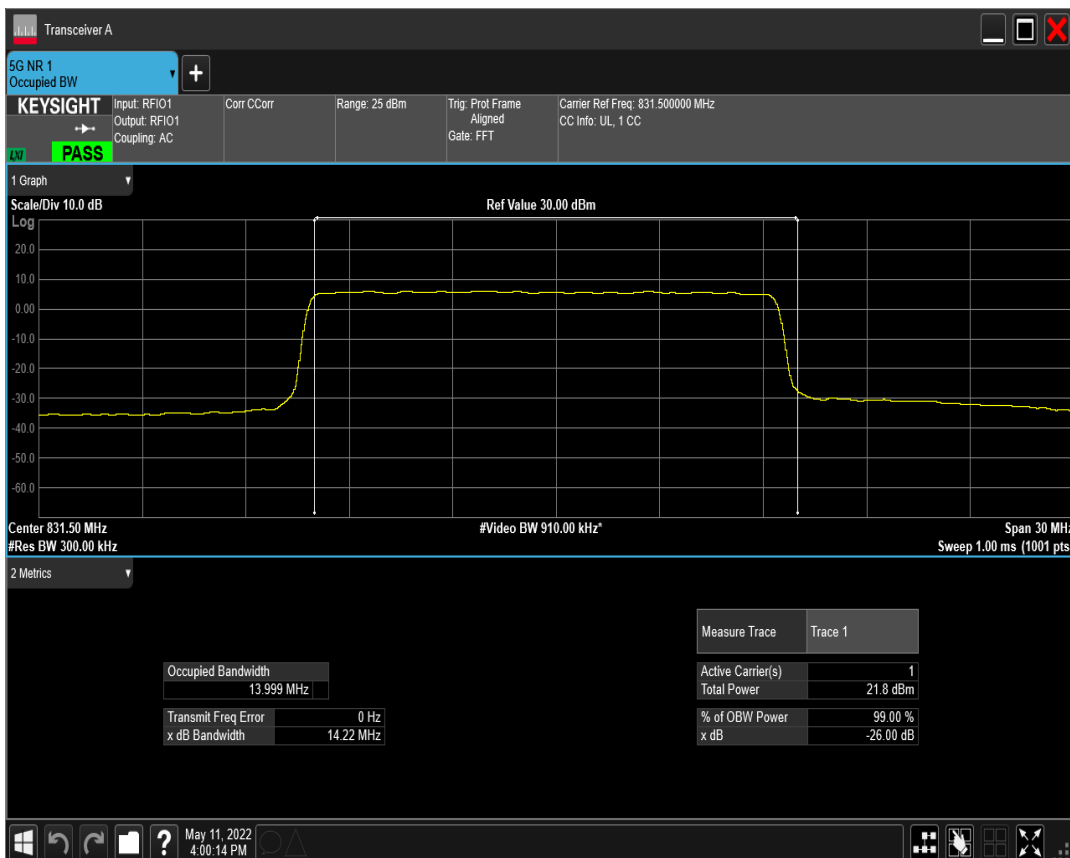 Transceiver A
5G NR 1
Occupied BW
+
KEYSIGHT
LXI
PASS
Input: RFIO1
Output: RFIO1
Coupling: AC
Corr CCorr
Range: 25 dBm
Trig: Prot Frame
Aligned
Gate: FFT
Carrier Ref Freq: 831.500000 MHz
CC Info: UL, 1 CC
1 Graph
Scale/Div 10.0 dB
Ref Value 30.00 dBm
Log
20.0
10.0
0.00
-10.0
-20.0
-30.0
-40.0
-50.0
-60.0
Center 831.50 MHz
#Video BW 910.00 kHz*
Span 30 MHz
#Res BW 300.00 kHz
Sweep 1.00 ms (1001 pts
2 Metrics
Measure Trace Trace 1
Occupied Bandwidth
13.999 MHz
Active Carrier(s) 1
Total Power 21.8 dBm
Transmit Freq Error 0 Hz
x dB Bandwidth 14.22 MHz
% of OBW Power 99.00 %
x dB -26.00 dB
?
May 11, 2022
4:00:14 PM